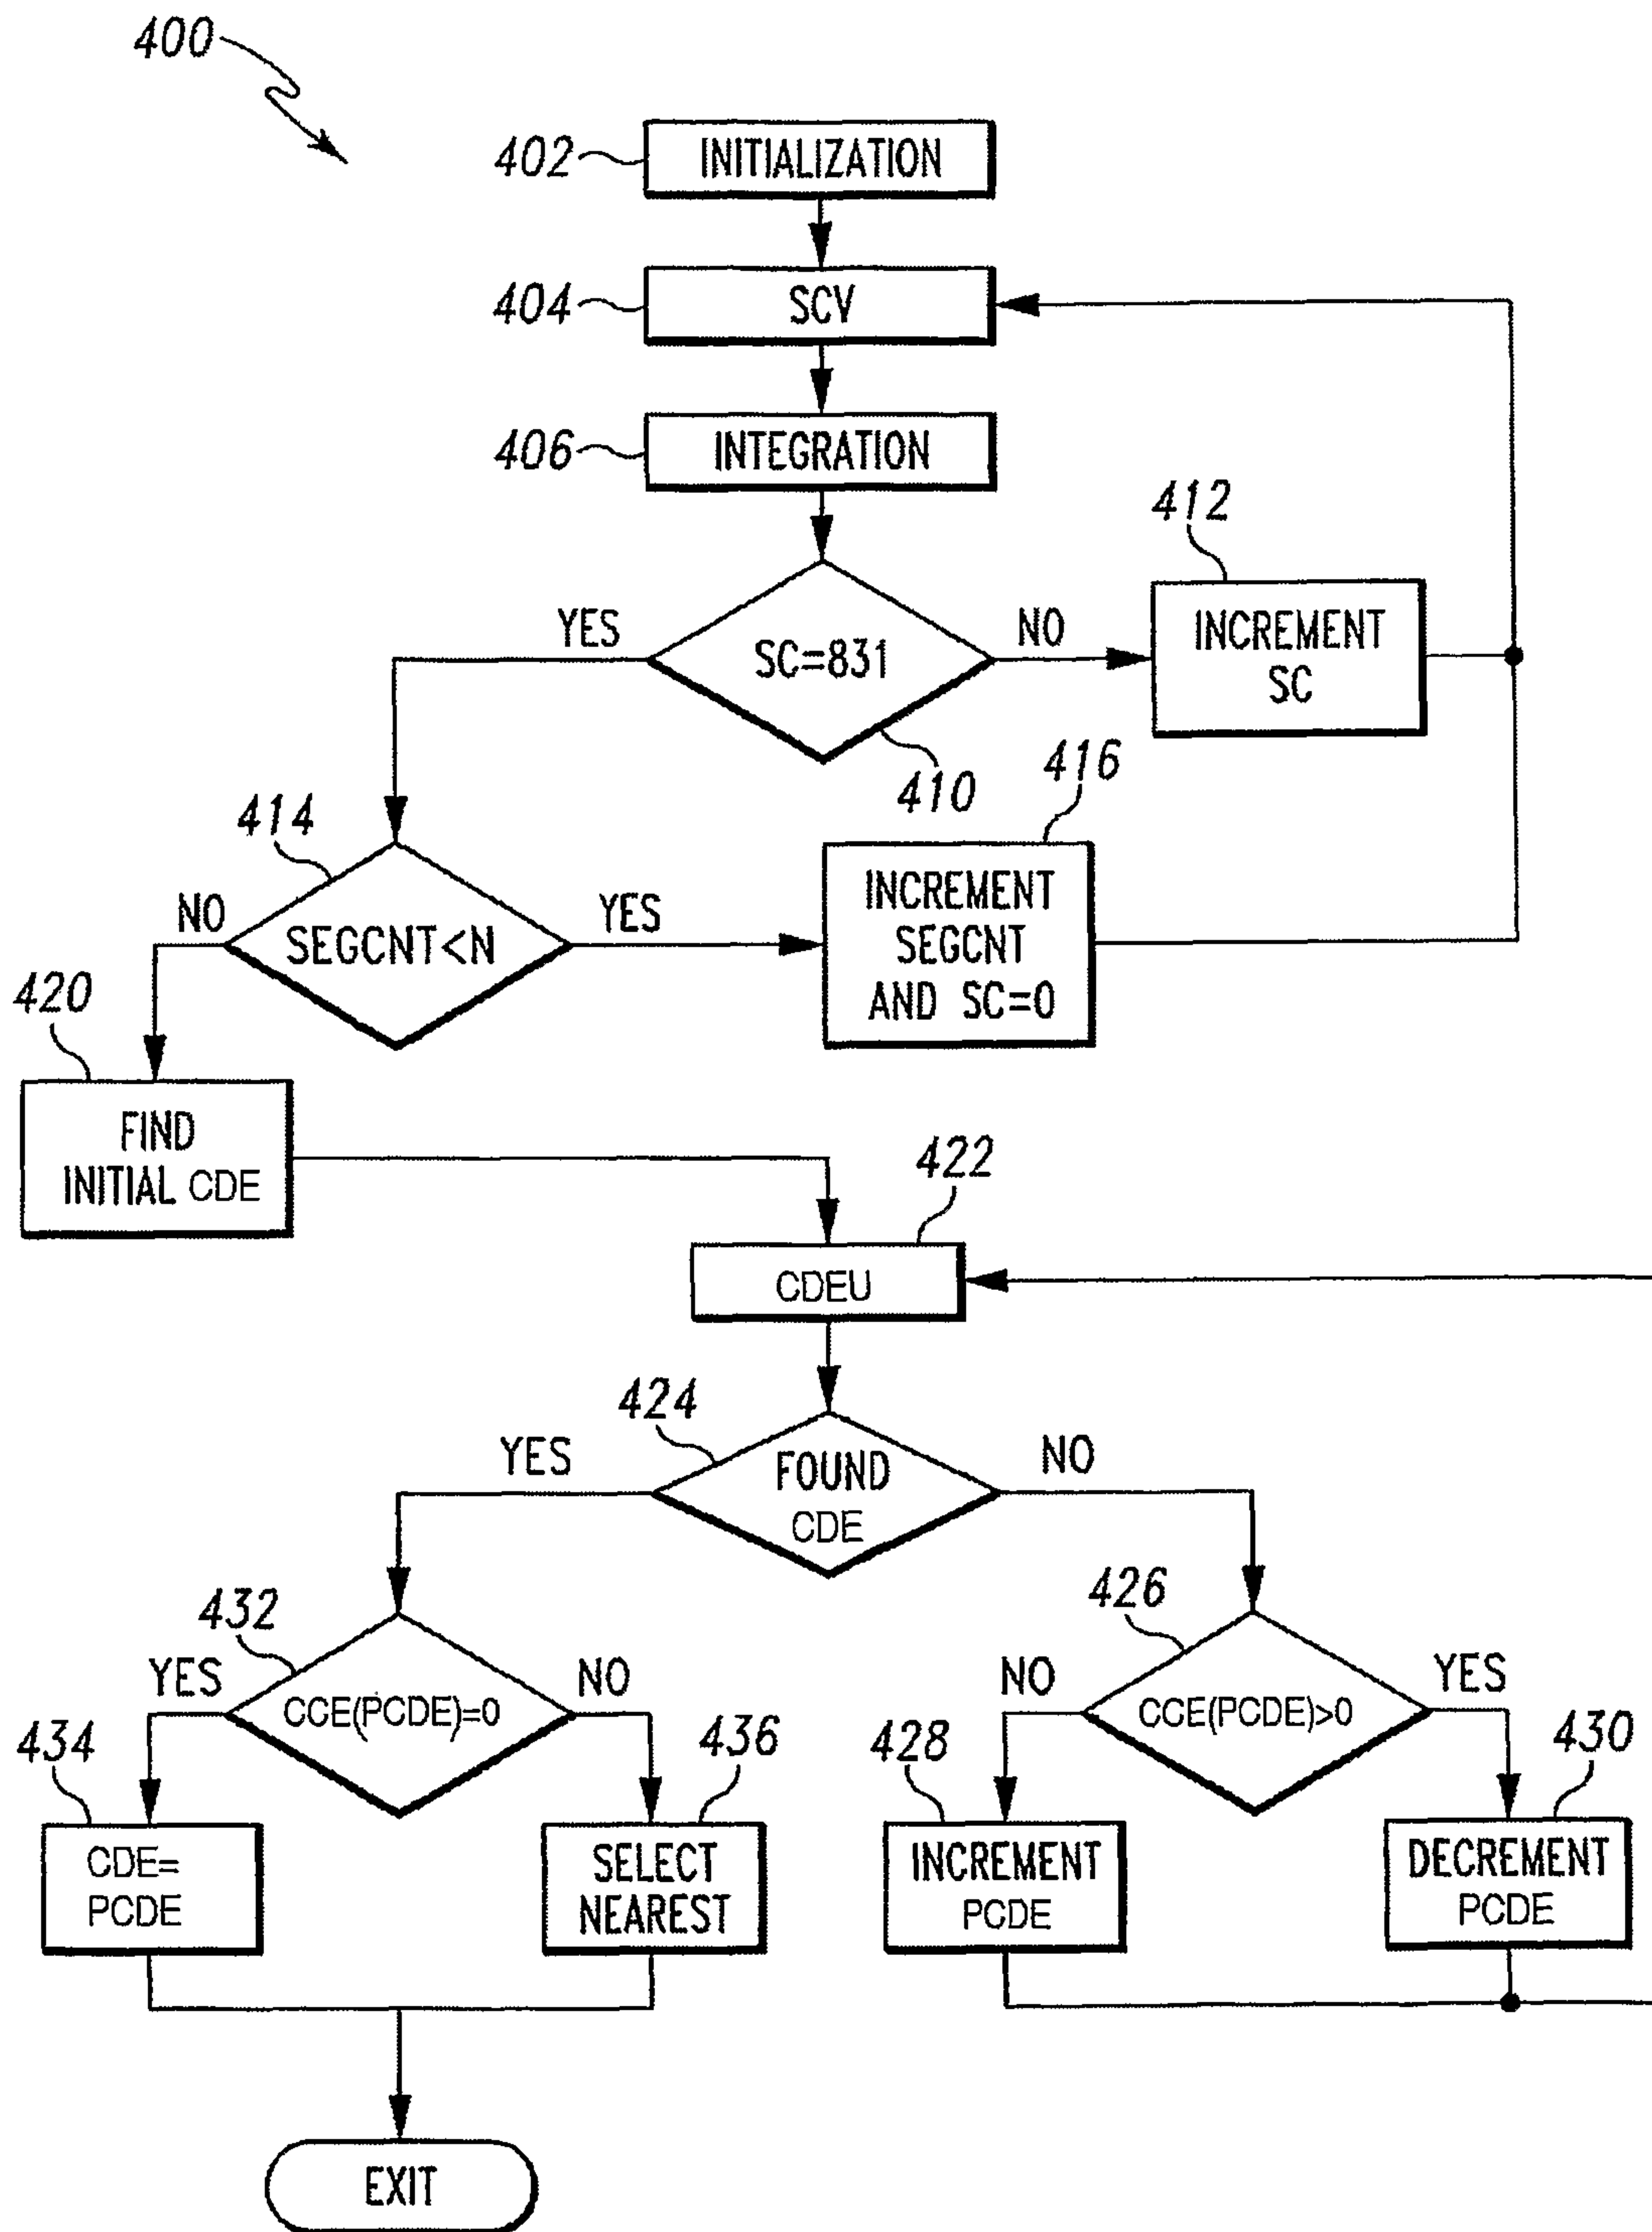 400
402
INITIALIZATION
404
SCV
406
INTEGRATION
412
YES
SC=831
NO
INCREMENT
SC
410
416
414
NO
SEGCNT<N
YES
INCREMENT
SEGCNT
AND SC=0
420
FIND
INITIAL CDE
422
CDEU
424
YES
FOUND
CDE
NO
432
426
YES
CCE(PCDE)=0
NO
NO
CCE(PCDE)>0
YES
434
436
428
430
CDE=
PCDE
SELECT
NEAREST
INCREMENT
PCDE
DECREMENT
PCDE
EXIT